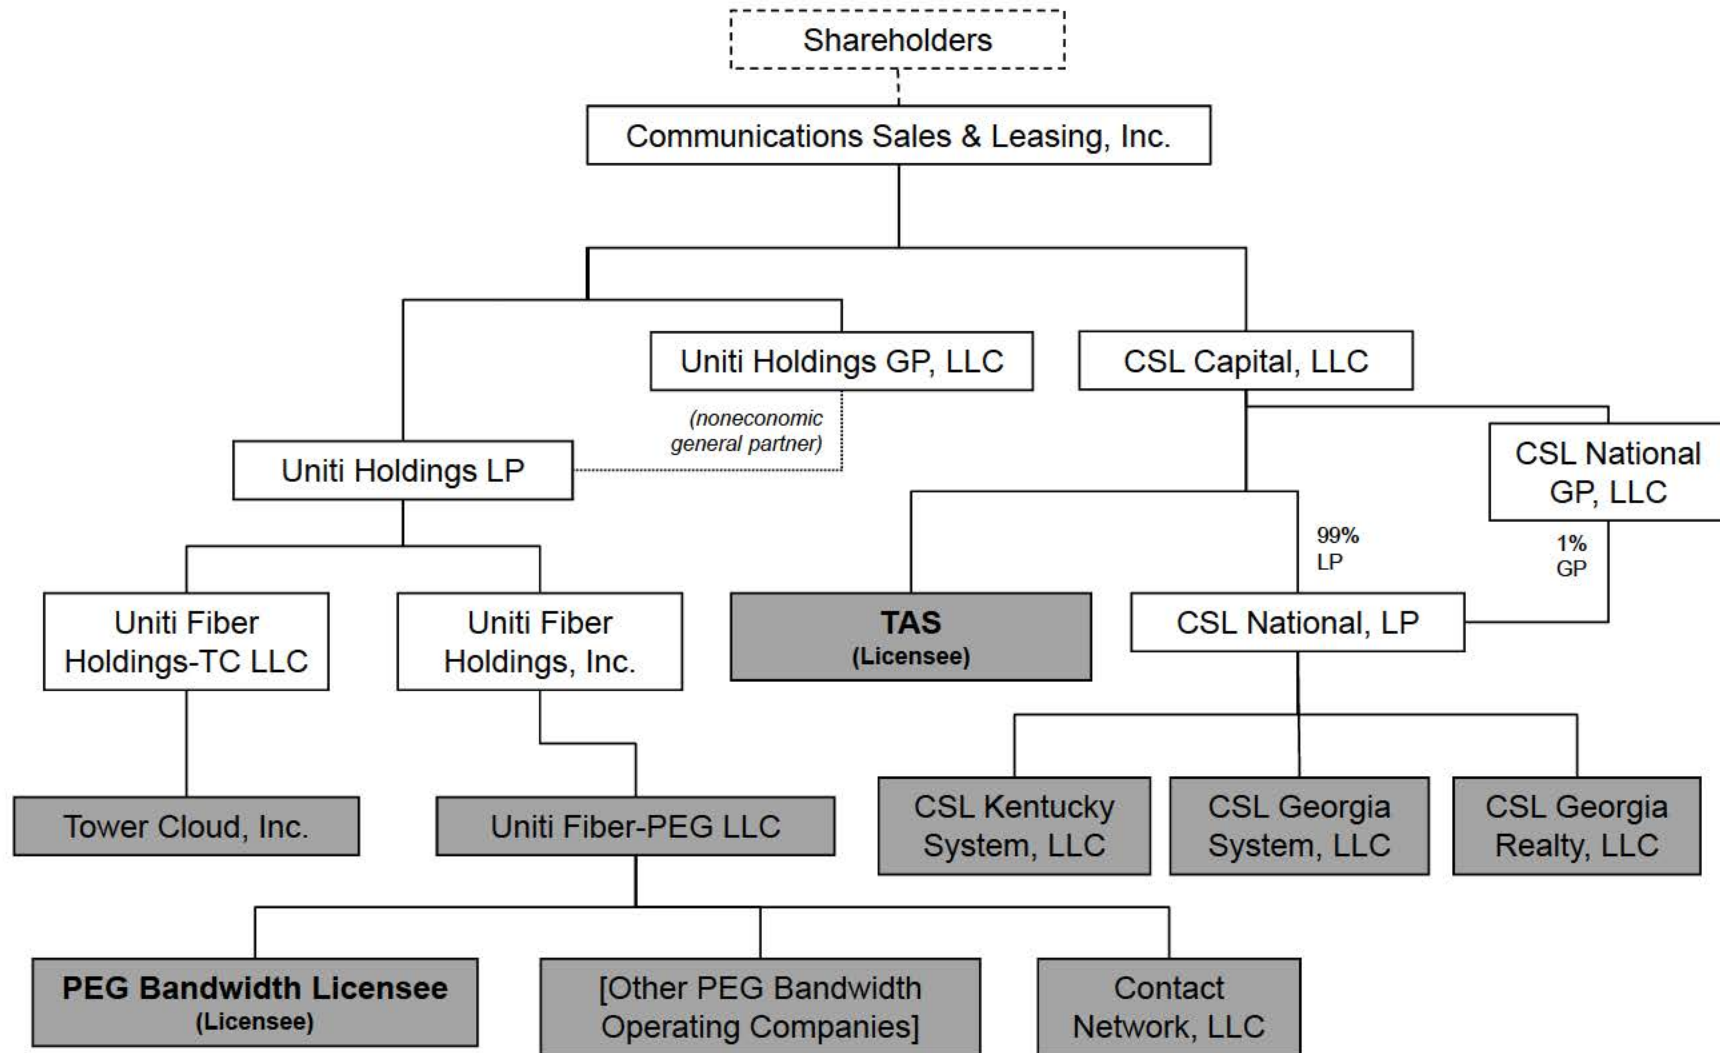 Shareholders
Communications Sales & Leasing, Inc.
Uniti Holdings GP, LLC
CSL Capital, LLC
(noneconomic
general partner)
Uniti Holdings LP
CSL National
GP, LLC
99%
LP
1%
GP
Uniti Fiber
Holdings-TC LLC
Uniti Fiber
Holdings, Inc.
TAS
(Licensee)
CSL National, LP
Tower Cloud, Inc.
Uniti Fiber-PEG LLC
CSL Kentucky
System, LLC
CSL Georgia
System, LLC
CSL Georgia
Realty, LLC
PEG Bandwidth Licensee
(Licensee)
[Other PEG Bandwidth
Operating Companies]
Contact
Network, LLC